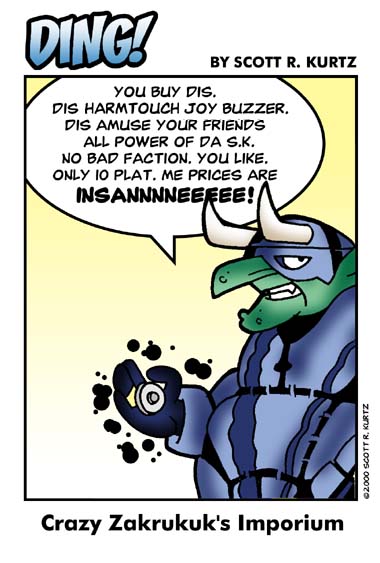 DING!
BY SCOTT R. KURTZ
YOU BUY DIS.
DIS HARMTOUCH JOY BUZZER.
DIS AMUSE YOUR FRIENDS
ALL POWER OF DA S.K.
NO BAD FACTION. YOU LIKE.
ONLY 10 PLAT. ME PRICES ARE
INSANNNNEEEEE!
©2000 SCOTT R. KURTZ
Crazy Zakrukuk's Imporium